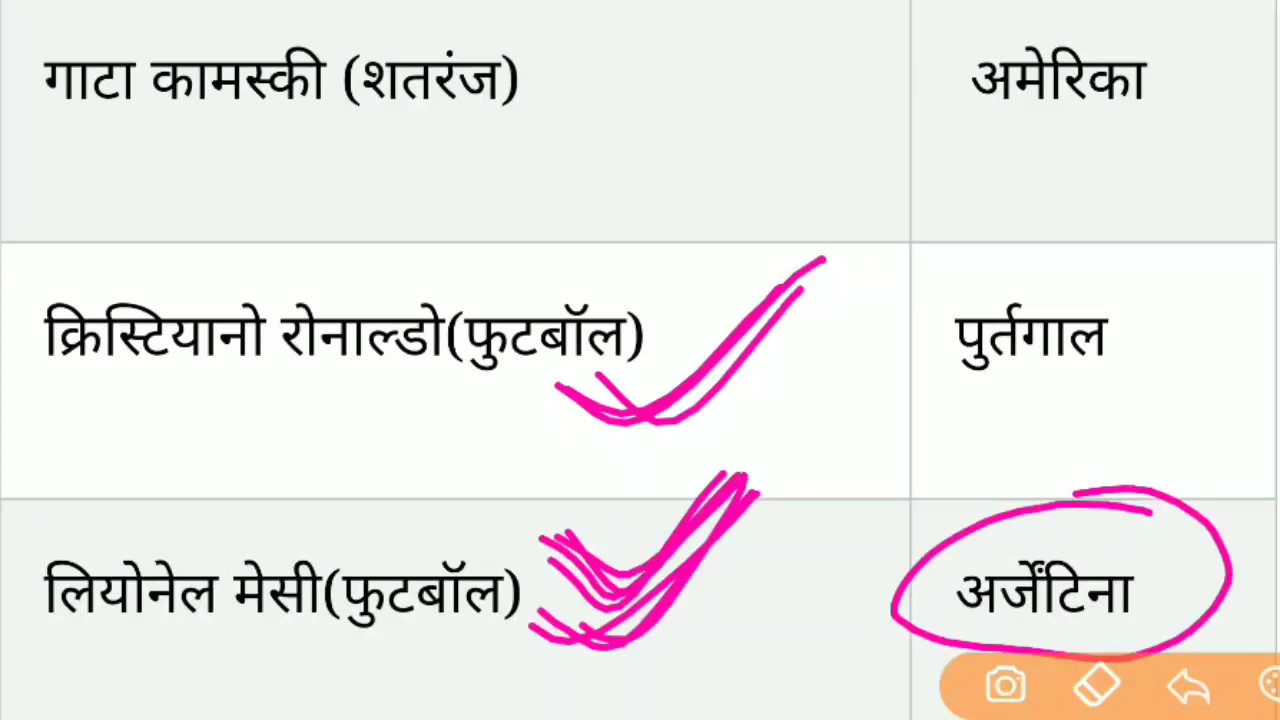 गाटा कामस्की (शतरंज) अमेरिका
क्रिस्टियानो रोनाल्डो(फुटबॉल) पुर्तगाल
लियोनेल मेसी(फुटबॉल) अर्जेंटिना